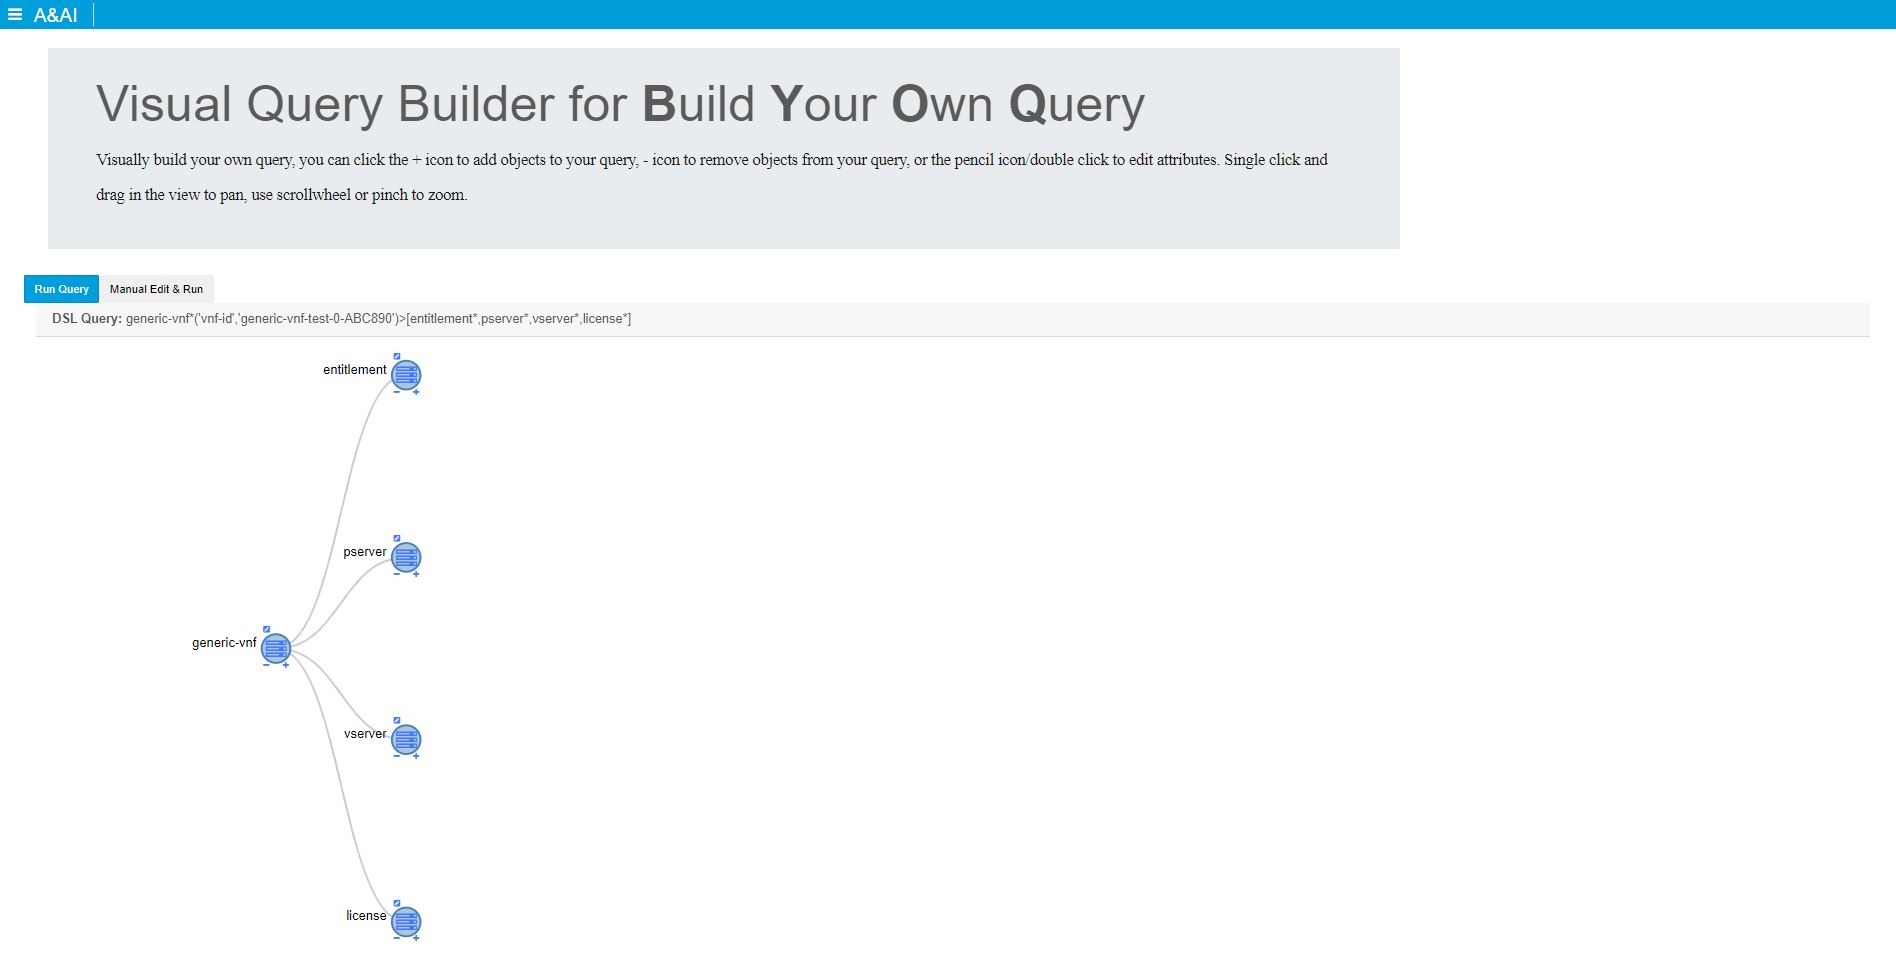 A&AI
Visual Query Builder for Build Your Own Query
Visually build your own query, you can click the + icon to add objects to your query, - icon to remove objects from your query, or the pencil icon/double click to edit attributes. Single click and
drag in the view to pan, use scrollwheel or pinch to zoom.
Run Query
Manual Edit & Run
DSL Query: generic-vnf*('vnf-id','generic-vnf-test-0-ABC890')>[entitlement*,pserver*,vserver*,license*]
entitlement
pserver
generic-vnf
vserver
license